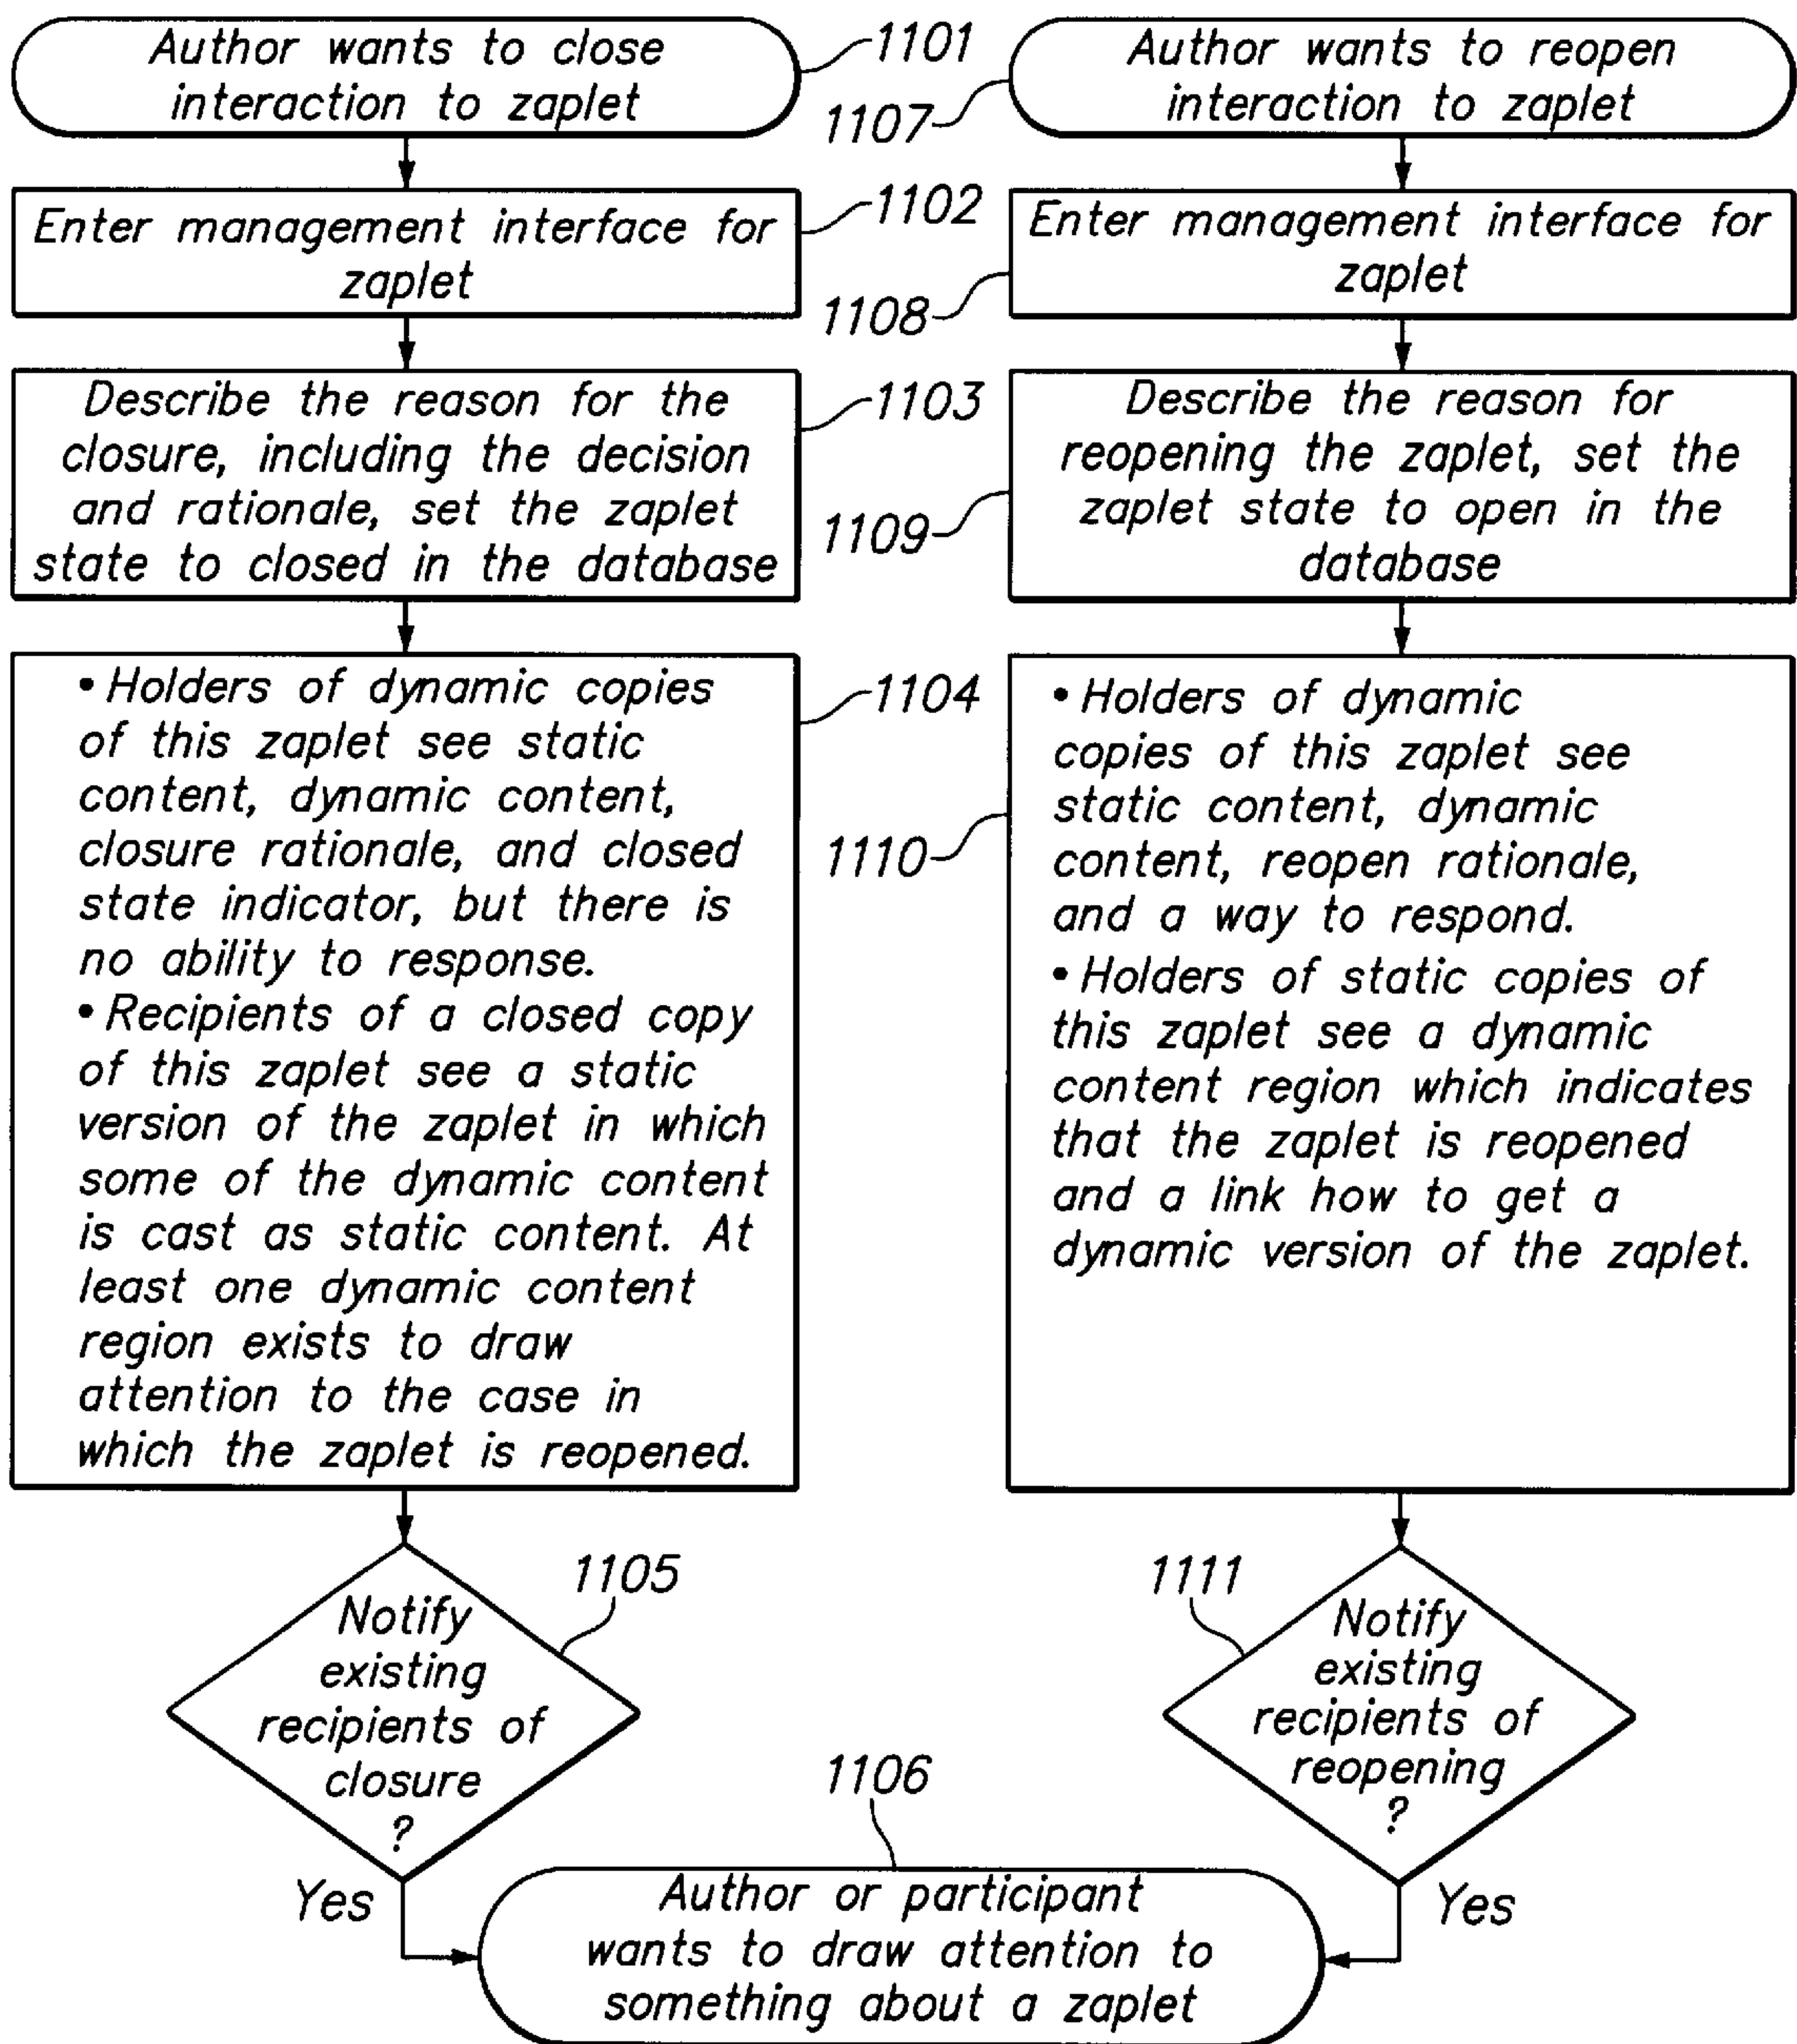 Author wants to close
interaction to zaplet
1101
Enter management interface for
zaplet
1102
Describe the reason for the
closure, including the decision
and rationale, set the zaplet
state to closed in the database
1103
• Holders of dynamic copies
of this zaplet see static
content, dynamic content,
closure rationale, and closed
state indicator, but there is
no ability to response.
• Recipients of a closed copy
of this zaplet see a static
version of the zaplet in which
some of the dynamic content
is cast as static content. At
least one dynamic content
region exists to draw
attention to the case in
which the zaplet is reopened.
1104
Notify
existing
recipients of
closure
?
1105
Yes
Author wants to reopen
interaction to zaplet
1107
Enter management interface for
zaplet
1108
Describe the reason for
reopening the zaplet, set the
zaplet state to open in the
database
1109
• Holders of dynamic
copies of this zaplet see
static content, dynamic
content, reopen rationale,
and a way to respond.
• Holders of static copies of
this zaplet see a dynamic
content region which indicates
that the zaplet is reopened
and a link how to get a
dynamic version of the zaplet.
1110
Notify
existing
recipients of
reopening
?
1111
Yes
1106
Author or participant
wants to draw attention to
something about a zaplet